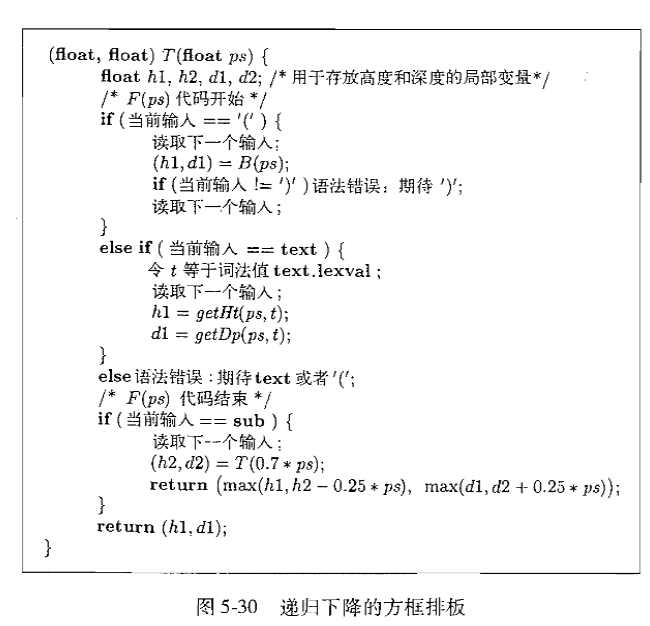 (float, float) T(float ps) {
float h1, h2, d1, d2; /* 用于存放高度和深度的局部变量*/
/* F(ps) 代码开始 */
if (当前输入 == '(' ) {
读取下一个输入;
(h1,d1) = B(ps);
if (当前输入 != ')' ) 语法错误: 期待 ')';
读取下一个输入;
}
else if ( 当前输入 == text ) {
令 t 等于词法值 text.lexval ;
读取下一个输入;
h1 = getHt(ps,t);
d1 = getDp(ps,t);
}
else 语法错误 : 期待 text 或者 '(';
/* F(ps) 代码结束 */
if ( 当前输入 == sub ) {
读取下一个输入;
(h2,d2) = T(0.7 * ps);
return (max(h1,h2 − 0.25 * ps), max(d1,d2 + 0.25 * ps));
}
return (h1,d1);
}
图 5-30 递归下降的方框排板